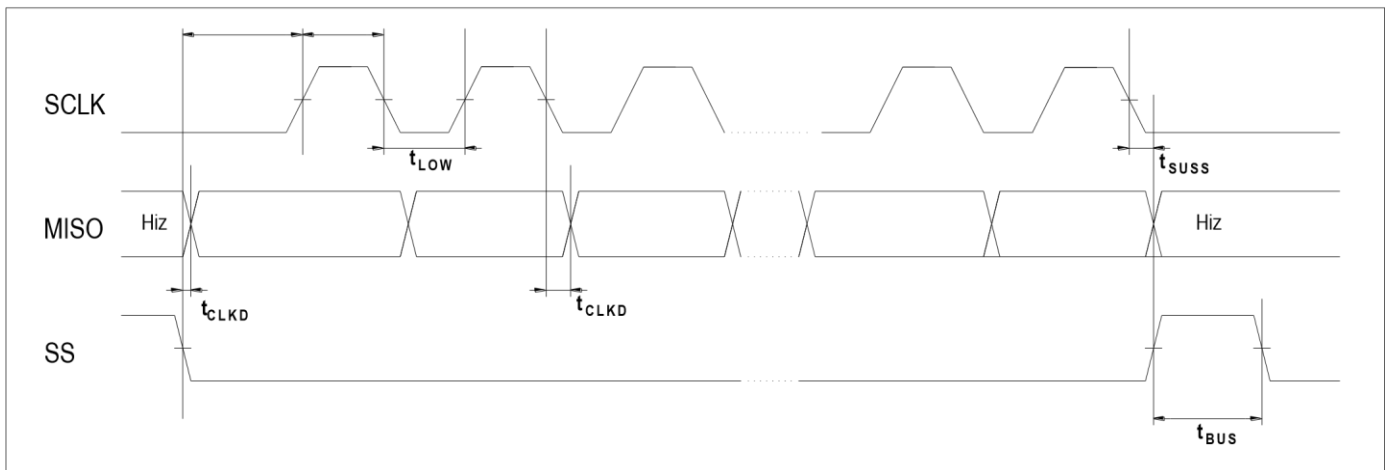 SCLK
tLOW
tSUSS
MISO
Hiz
Hiz
tCLKD
tCLKD
SS
tBUS